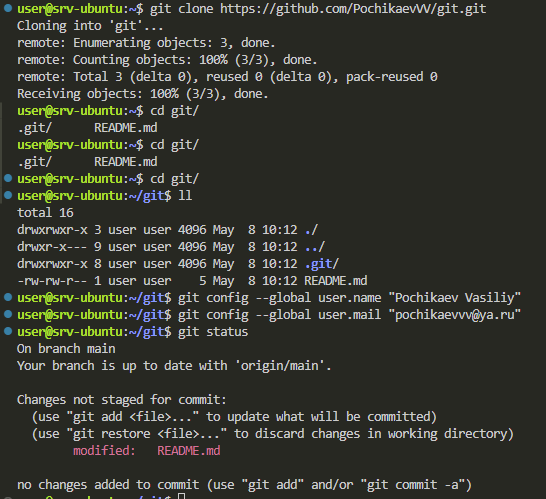 user@srv-ubuntu:~$ git clone https://github.com/PochikaevVV/git.git
Cloning into 'git'...
remote: Enumerating objects: 3, done.
remote: Counting objects: 100% (3/3), done.
remote: Total 3 (delta 0), reused 0 (delta 0), pack-reused 0
Receiving objects: 100% (3/3), done.
user@srv-ubuntu:~$ cd git/
.git/      README.md
user@srv-ubuntu:~$ cd git/
.git/      README.md
user@srv-ubuntu:~$ cd git/
user@srv-ubuntu:~/git$ ll
total 16
drwxrwxr-x 3 user user 4096 May  8 10:12 ./
drwxr-x--- 9 user user 4096 May  8 10:12 ../
drwxrwxr-x 8 user user 4096 May  8 10:12 .git/
-rw-rw-r-- 1 user user    5 May  8 10:12 README.md
user@srv-ubuntu:~/git$ git config --global user.name "Pochikaev Vasiliy"
user@srv-ubuntu:~/git$ git config --global user.mail "pochikaevvv@ya.ru"
user@srv-ubuntu:~/git$ git status
On branch main
Your branch is up to date with 'origin/main'.
Changes not staged for commit:
  (use "git add <file>..." to update what will be committed)
  (use "git restore <file>..." to discard changes in working directory)
        modified:   README.md
no changes added to commit (use "git add" and/or "git commit -a")
user@srv-ubuntu:~/git$